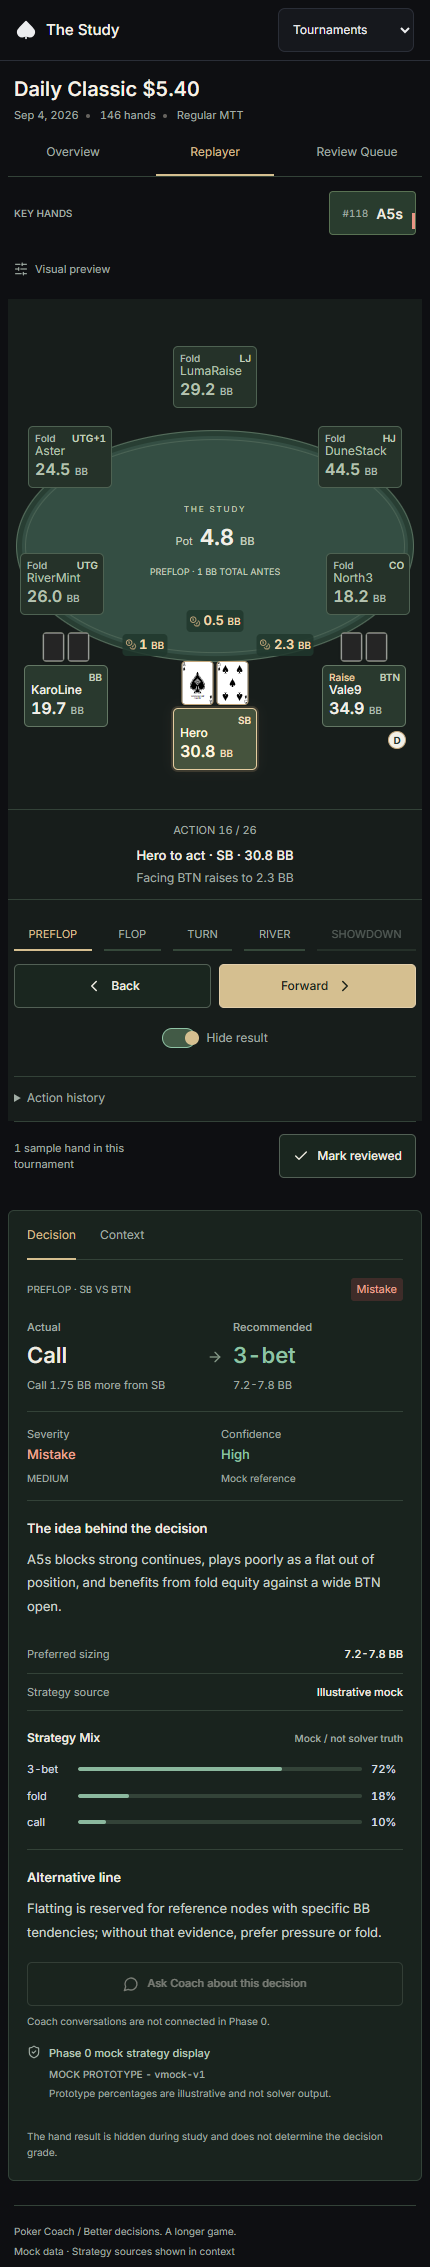 The Study
Tournaments
Daily Classic $5.40
Sep 4, 2026 • 146 hands • Regular MTT
Overview
Replayer
Review Queue
KEY HANDS
#118 A5s
Visual preview
Fold LJ
LumaRaise
29.2 BB
Fold UTG+1
Aster
24.5 BB
Fold HJ
DuneStack
44.5 BB
THE STUDY
Pot 4.8 BB
PREFLOP · 1 BB TOTAL ANTES
Fold UTG
RiverMint
26.0 BB
Fold CO
North3
18.2 BB
0.5 BB
1 BB
2.3 BB
BB
KaroLine
19.7 BB
Raise BTN
Vale9
34.9 BB
D
SB
Hero
30.8 BB
ACTION 16 / 26
Hero to act · SB · 30.8 BB
Facing BTN raises to 2.3 BB
PREFLOP
FLOP
TURN
RIVER
SHOWDOWN
Back
Forward
Hide result
Action history
1 sample hand in this
tournament
Mark reviewed
Decision
Context
PREFLOP · SB VS BTN
Mistake
Actual
Recommended
Call
→ 3-bet
Call 1.75 BB more from SB
7.2-7.8 BB
Severity
Confidence
Mistake
High
MEDIUM
Mock reference
The idea behind the decision
A5s blocks strong continues, plays poorly as a flat out of
position, and benefits from fold equity against a wide BTN
open.
Preferred sizing
7.2-7.8 BB
Strategy source
Illustrative mock
Strategy Mix
Mock / not solver truth
3-bet 72%
fold 18%
call 10%
Alternative line
Flatting is reserved for reference nodes with specific BB
tendencies; without that evidence, prefer pressure or fold.
Ask Coach about this decision
Coach conversations are not connected in Phase 0.
Phase 0 mock strategy display
MOCK PROTOTYPE - vmock-v1
Prototype percentages are illustrative and not solver output.
The hand result is hidden during study and does not determine the decision
grade.
Poker Coach / Better decisions. A longer game.
Mock data · Strategy sources shown in context